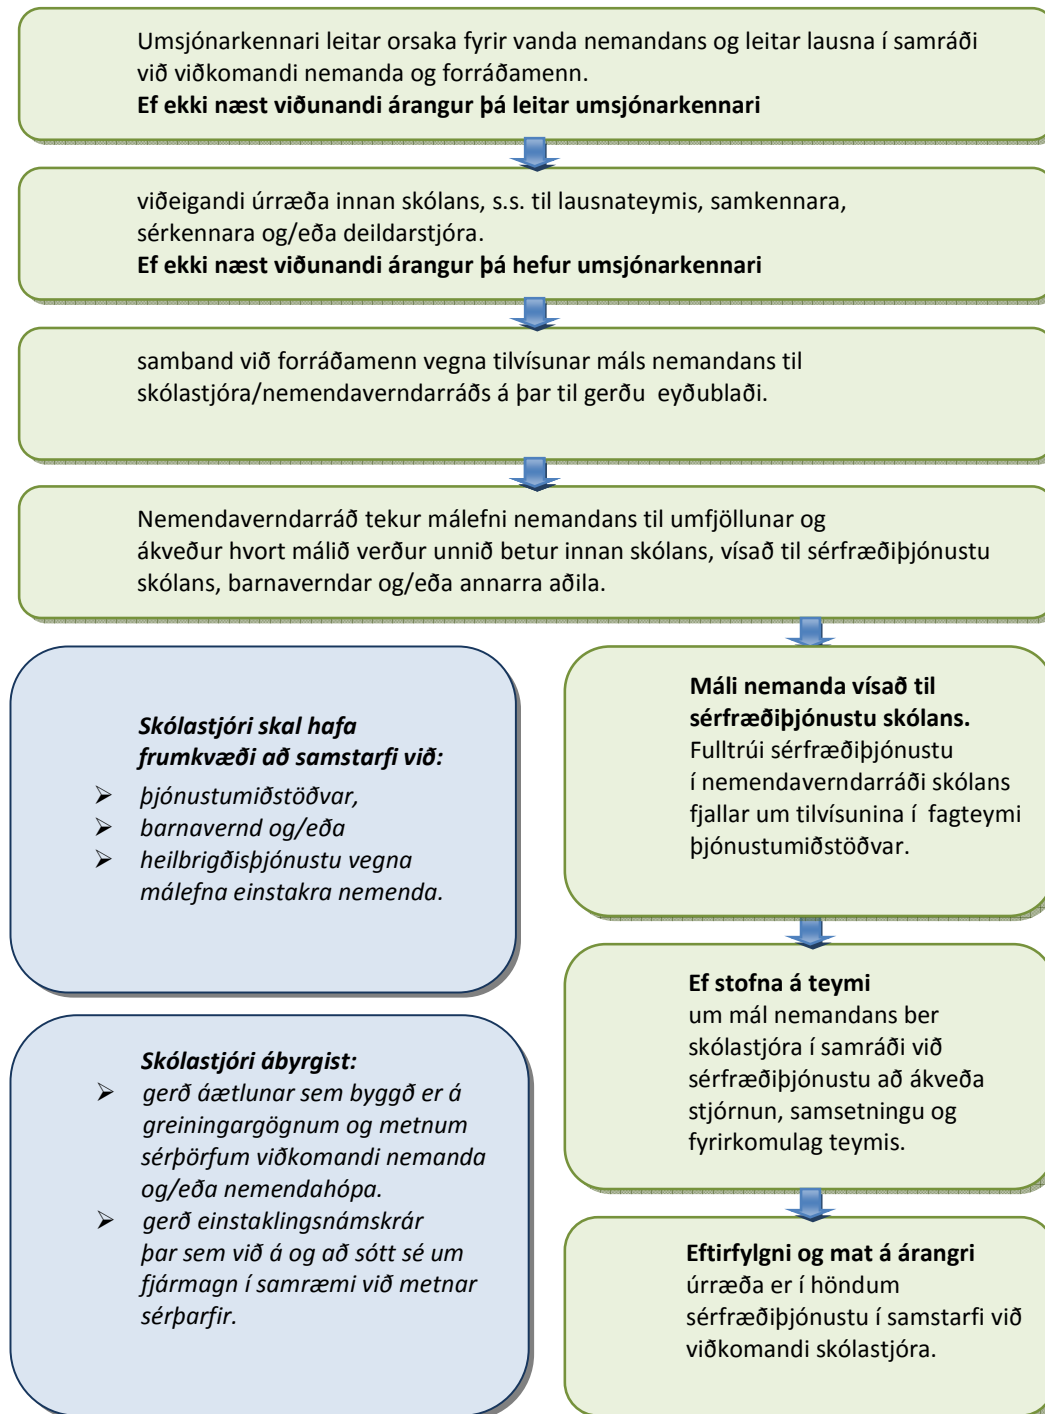 Umsjónarkennari leitar orsaka fyrir vanda nemandans og leitar lausna í samráði
við viðkomandi nemanda og forráðamenn.
Ef ekki næst viðunandi árangur þá leitar umsjónarkennari
viðeigandi úrræða innan skólans, s.s. til lausnateymis, samkennara,
sérkennara og/eða deildarstjóra.
Ef ekki næst viðunandi árangur þá hefur umsjónarkennari
samband við forráðamenn vegna tilvísunar máls nemandans til
skólastjóra/nemendaverndarráðs á þar til gerðu  eyðublaði.
Nemendaverndarráð tekur málefni nemandans til umfjöllunar og
ákveður hvort málið verður unnið betur innan skólans, vísað til sérfræðiþjónustu
skólans, barnaverndar og/eða annarra aðila.
Skólastjóri skal hafa
frumkvæði að samstarfi við:
➢ þjónustumiðstöðvar,
➢ barnavernd og/eða
➢ heilbrigðisþjónustu vegna
málefna einstakra nemenda.
Skólastjóri ábyrgist:
➢ gerð áætlunar sem byggð er á
greiningargögnum og metnum
sérþörfum viðkomandi nemanda
og/eða nemendahópa.
➢ gerð einstaklingsnámskrár
þar sem við á og að sótt sé um
fjármagn í samræmi við metnar
sérþarfir.
Máli nemanda vísað til
sérfræðiþjónustu skólans.
Fulltrúi sérfræðiþjónustu
í nemendaverndarráði skólans
fjallar um tilvísunina í  fagteymi
þjónustumiðstöðvar.
Ef stofna á teymi
um mál nemandans ber
skólastjóra í samráði við
sérfræðiþjónustu að ákveða
stjórnun, samsetningu og
fyrirkomulag teymis.
Eftirfylgni og mat á árangri
úrræða er í höndum
sérfræðiþjónustu í samstarfi við
viðkomandi skólastjóra.